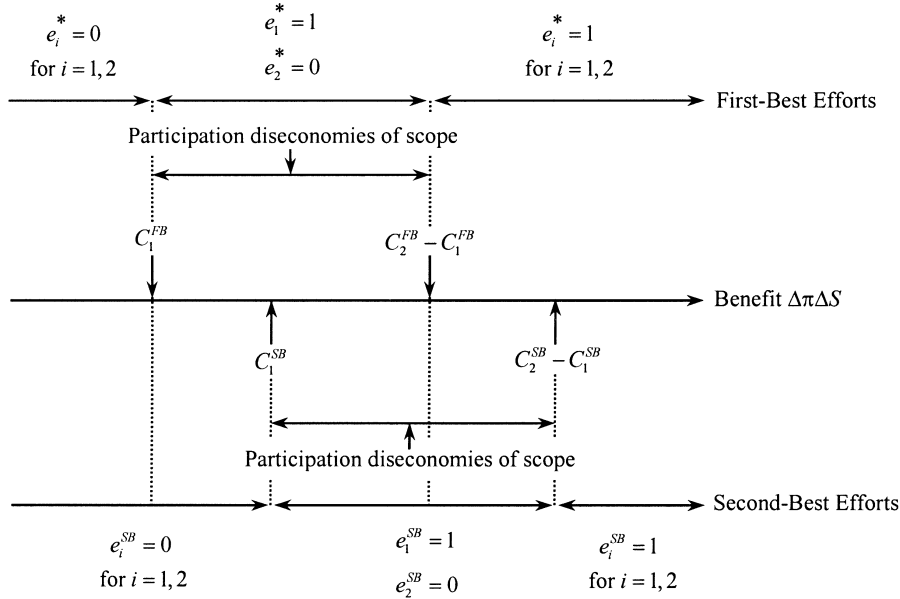 e_i^* = 0
for i = 1, 2
e_1^* = 1
e_2^* = 0
e_i^* = 1
for i = 1, 2
First-Best Efforts
Participation diseconomies of scope
C_1^{FB}
C_2^{FB} − C_1^{FB}
Benefit ΔπΔS
C_1^{SB}
C_2^{SB} − C_1^{SB}
Participation diseconomies of scope
Second-Best Efforts
e_i^{SB} = 0
for i = 1, 2
e_1^{SB} = 1
e_2^{SB} = 0
e_i^{SB} = 1
for i = 1, 2